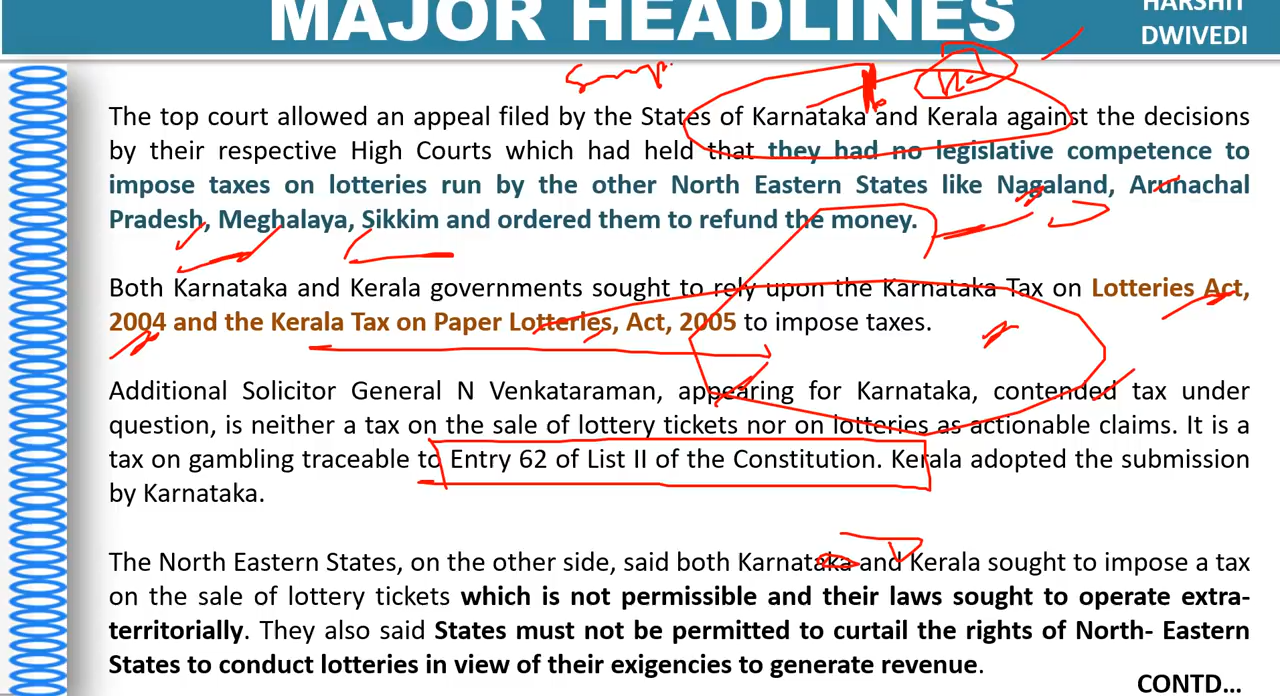 MAJOR HEADLINES
HARSHIT
DWIVEDI
The top court allowed an appeal filed by the States of Karnataka and Kerala against the decisions
by their respective High Courts which had held that they had no legislative competence to
impose taxes on lotteries run by the other North Eastern States like Nagaland, Arunachal
Pradesh, Meghalaya, Sikkim and ordered them to refund the money.
Both Karnataka and Kerala governments sought to rely upon the Karnataka Tax on Lotteries Act,
2004 and the Kerala Tax on Paper Lotteries, Act, 2005 to impose taxes.
Additional Solicitor General N Venkataraman, appearing for Karnataka, contended tax under
question, is neither a tax on the sale of lottery tickets nor on lotteries as actionable claims. It is a
tax on gambling traceable to Entry 62 of List II of the Constitution. Kerala adopted the submission
by Karnataka.
The North Eastern States, on the other side, said both Karnataka and Kerala sought to impose a tax
on the sale of lottery tickets which is not permissible and their laws sought to operate extra-
territorially. They also said States must not be permitted to curtail the rights of North- Eastern
States to conduct lotteries in view of their exigencies to generate revenue.
CONTD...